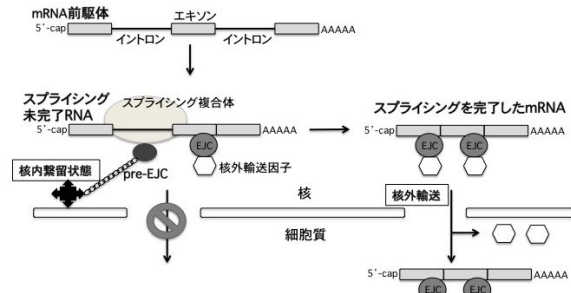 mRNA前駆体
エキソン
5'-cap
AAAAA
イントロン
イントロン
スプライシング
未完了RNA
スプライシング複合体
スプライシングを完了したmRNA
5'-cap
AAAAA
5'-cap
AAAAA
EJC
EJC
EJC
pre-EJC
核外輸送因子
核内繋留状態
核
核外輸送
細胞質
5'-cap
AAAAA
EJC
EJC